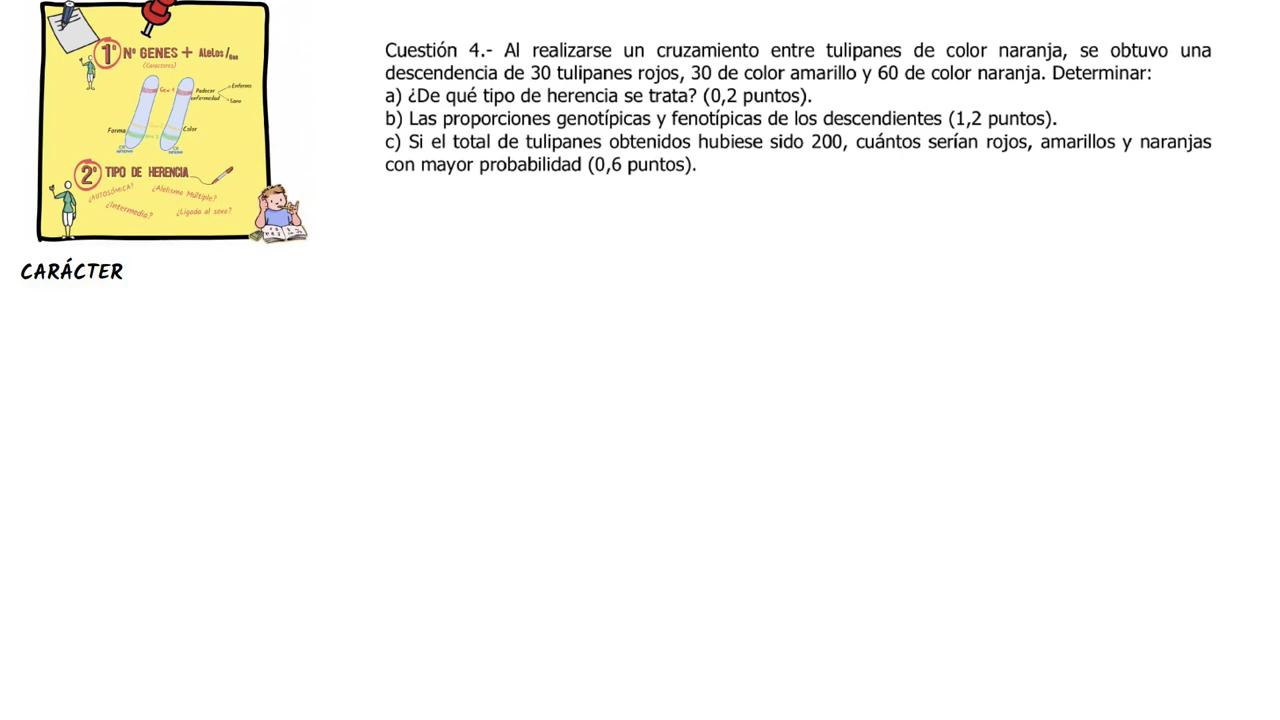 1º Nº GENES + Alelos/Gen
(Caracteres)
Gen A
Padecer enfermedad
Enfermo
Sano
Forma
Color
2º TIPO DE HERENCIA
¿AUTOSÓMICA?
¿Alelismo Múltiple?
¿Intermedia?
¿Ligada al sexo?
CARÁCTER
Cuestión 4.- Al realizarse un cruzamiento entre tulipanes de color naranja, se obtuvo una
descendencia de 30 tulipanes rojos, 30 de color amarillo y 60 de color naranja. Determinar:
a) ¿De qué tipo de herencia se trata? (0,2 puntos).
b) Las proporciones genotípicas y fenotípicas de los descendientes (1,2 puntos).
c) Si el total de tulipanes obtenidos hubiese sido 200, cuántos serían rojos, amarillos y naranjas
con mayor probabilidad (0,6 puntos).